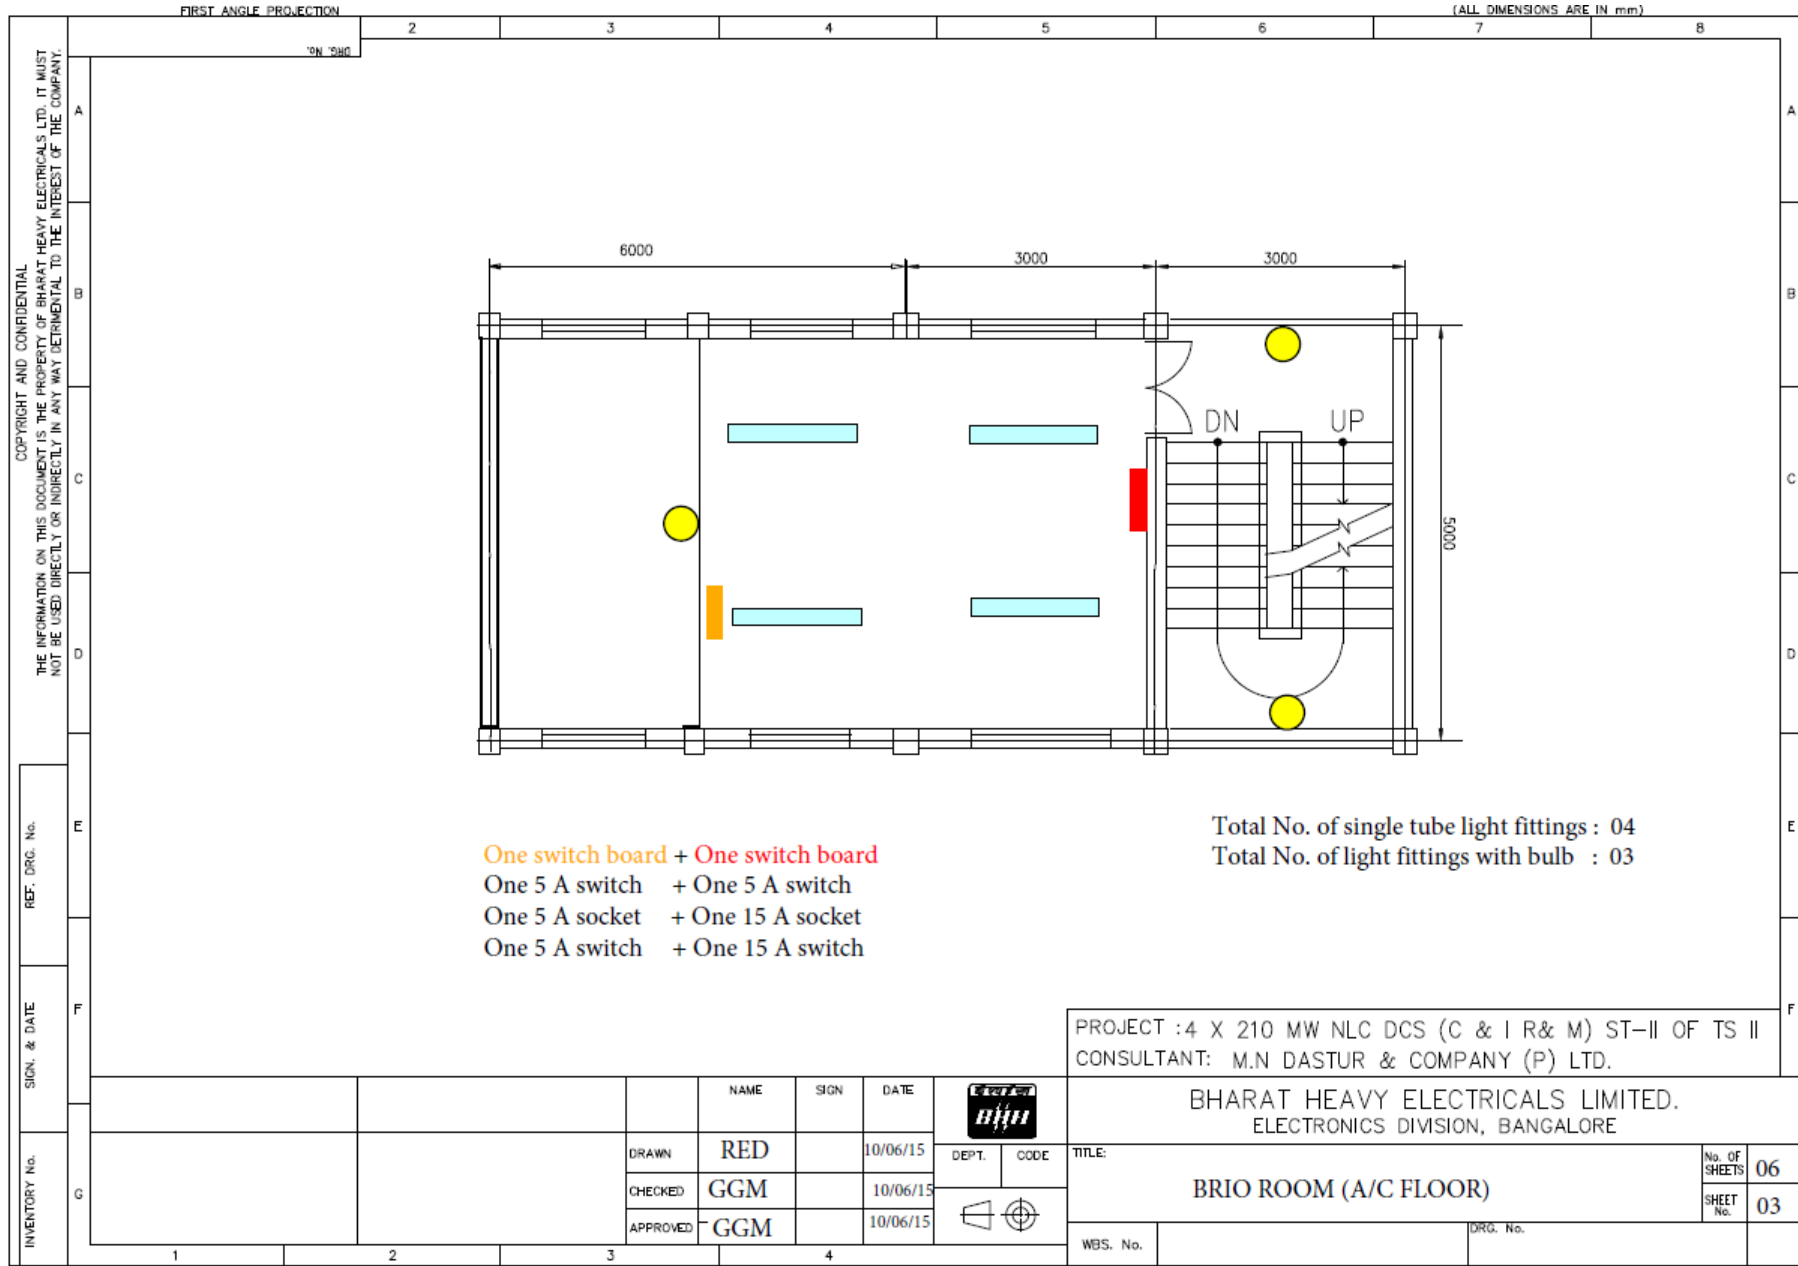 FIRST ANGLE PROJECTION
(ALL DIMENSIONS ARE IN mm)
2 3 4 5 6 7 8
DRG. No.
COPYRIGHT AND CONFIDENTIAL
THE INFORMATION ON THIS DOCUMENT IS THE PROPERTY OF BHARAT HEAVY ELECTRICALS LTD. IT MUST
NOT BE USED DIRECTLY OR INDIRECTLY IN ANY WAY DETRIMENTAL TO THE INTEREST OF THE COMPANY.
A A
B B
C C
D D
E E
F F
G
6000
3000
3000
DN
UP
5000
One switch board + One switch board
One 5 A switch + One 5 A switch
One 5 A socket + One 15 A socket
One 5 A switch + One 15 A switch
Total No. of single tube light fittings : 04
Total No. of light fittings with bulb : 03
REF. DRG. No.
SIGN. & DATE
INVENTORY No.
PROJECT :4 X 210 MW NLC DCS (C & I R& M) ST-II OF TS II
CONSULTANT: M.N DASTUR & COMPANY (P) LTD.
BHARAT HEAVY ELECTRICALS LIMITED.
ELECTRONICS DIVISION, BANGALORE
NAME SIGN DATE
DRAWN RED 10/06/15
CHECKED GGM 10/06/15
APPROVED GGM 10/06/15
DEPT. CODE
TITLE:
BRIO ROOM (A/C FLOOR)
No. OF
SHEETS 06
SHEET
No. 03
WBS. No.
DRG. No.
1 2 3 4